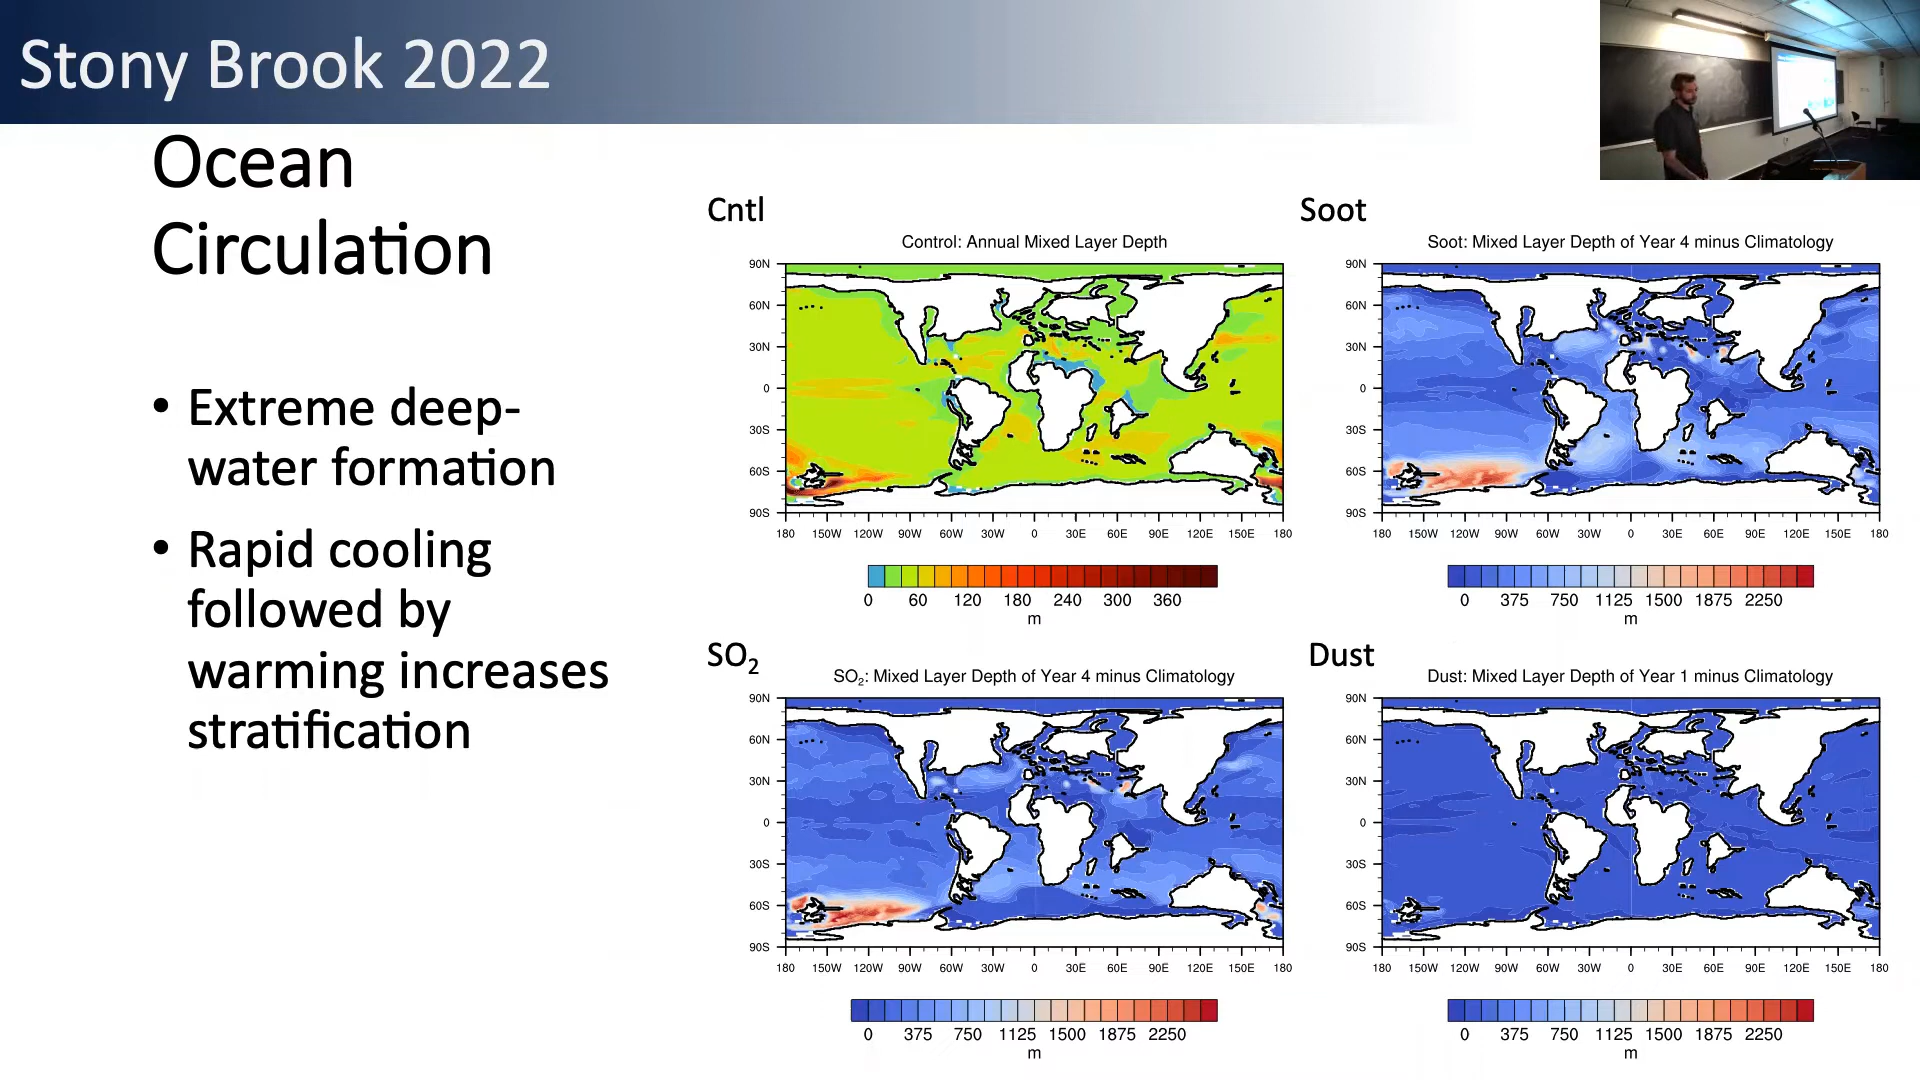 Stony Brook 2022
Ocean
Circulation
• Extreme deep-
water formation
• Rapid cooling
followed by
warming increases
stratification
Cntl
Control: Annual Mixed Layer Depth
90N
60N
30N
0
30S
60S
90S
180 150W 120W 90W 60W 30W 0 30E 60E 90E 120E 150E 180
0 60 120 180 240 300 360
m
Soot
Soot: Mixed Layer Depth of Year 4 minus Climatology
90N
60N
30N
0
30S
60S
90S
180 150W 120W 90W 60W 30W 0 30E 60E 90E 120E 150E 180
0 375 750 1125 1500 1875 2250
m
SO₂
SO₂: Mixed Layer Depth of Year 4 minus Climatology
90N
60N
30N
0
30S
60S
90S
180 150W 120W 90W 60W 30W 0 30E 60E 90E 120E 150E 180
0 375 750 1125 1500 1875 2250
m
Dust
Dust: Mixed Layer Depth of Year 1 minus Climatology
90N
60N
30N
0
30S
60S
90S
180 150W 120W 90W 60W 30W 0 30E 60E 90E 120E 150E 180
0 375 750 1125 1500 1875 2250
m